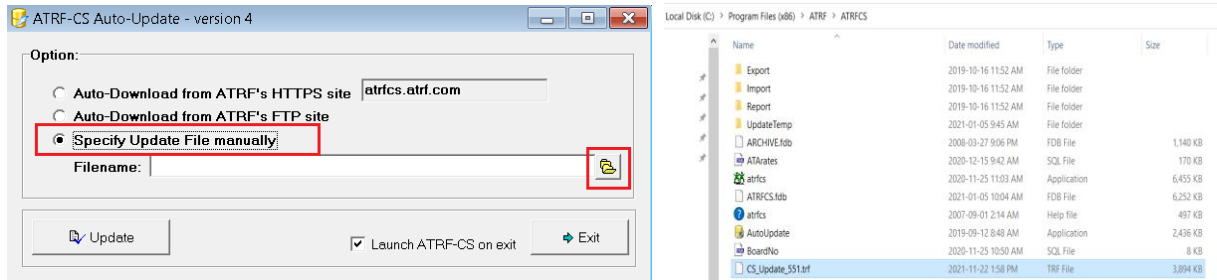 ATRF-CS Auto-Update - version 4
Option:
Auto-Download from ATRF's HTTPS site atrfcs.atrf.com
Auto-Download from ATRF's FTP site
Specify Update File manually
Filename:
Update
Launch ATRF-CS on exit
Exit
Local Disk (C:) > Program Files (x86) > ATRF > ATRFCS
Name Date modified Type Size
Export 2019-10-16 11:52 AM File folder
Import 2019-10-16 11:52 AM File folder
Report 2019-10-16 11:52 AM File folder
UpdateTemp 2021-01-05 9:45 AM File folder
ARCHIVE.fdb 2008-03-27 9:06 PM FDB File 1,140 KB
ATArates 2020-12-15 9:42 AM SQL File 170 KB
atrfcs 2020-11-25 11:03 AM Application 6,455 KB
ATRFCS.fdb 2021-01-05 10:04 AM FDB File 6,252 KB
atrfcs 2007-09-01 2:14 AM Help file 497 KB
AutoUpdate 2019-09-12 8:48 AM Application 2,436 KB
BoardNo 2020-11-25 10:50 AM SQL File 8 KB
CS_Update_551.trf 2021-11-22 1:58 PM TRF File 3,894 KB